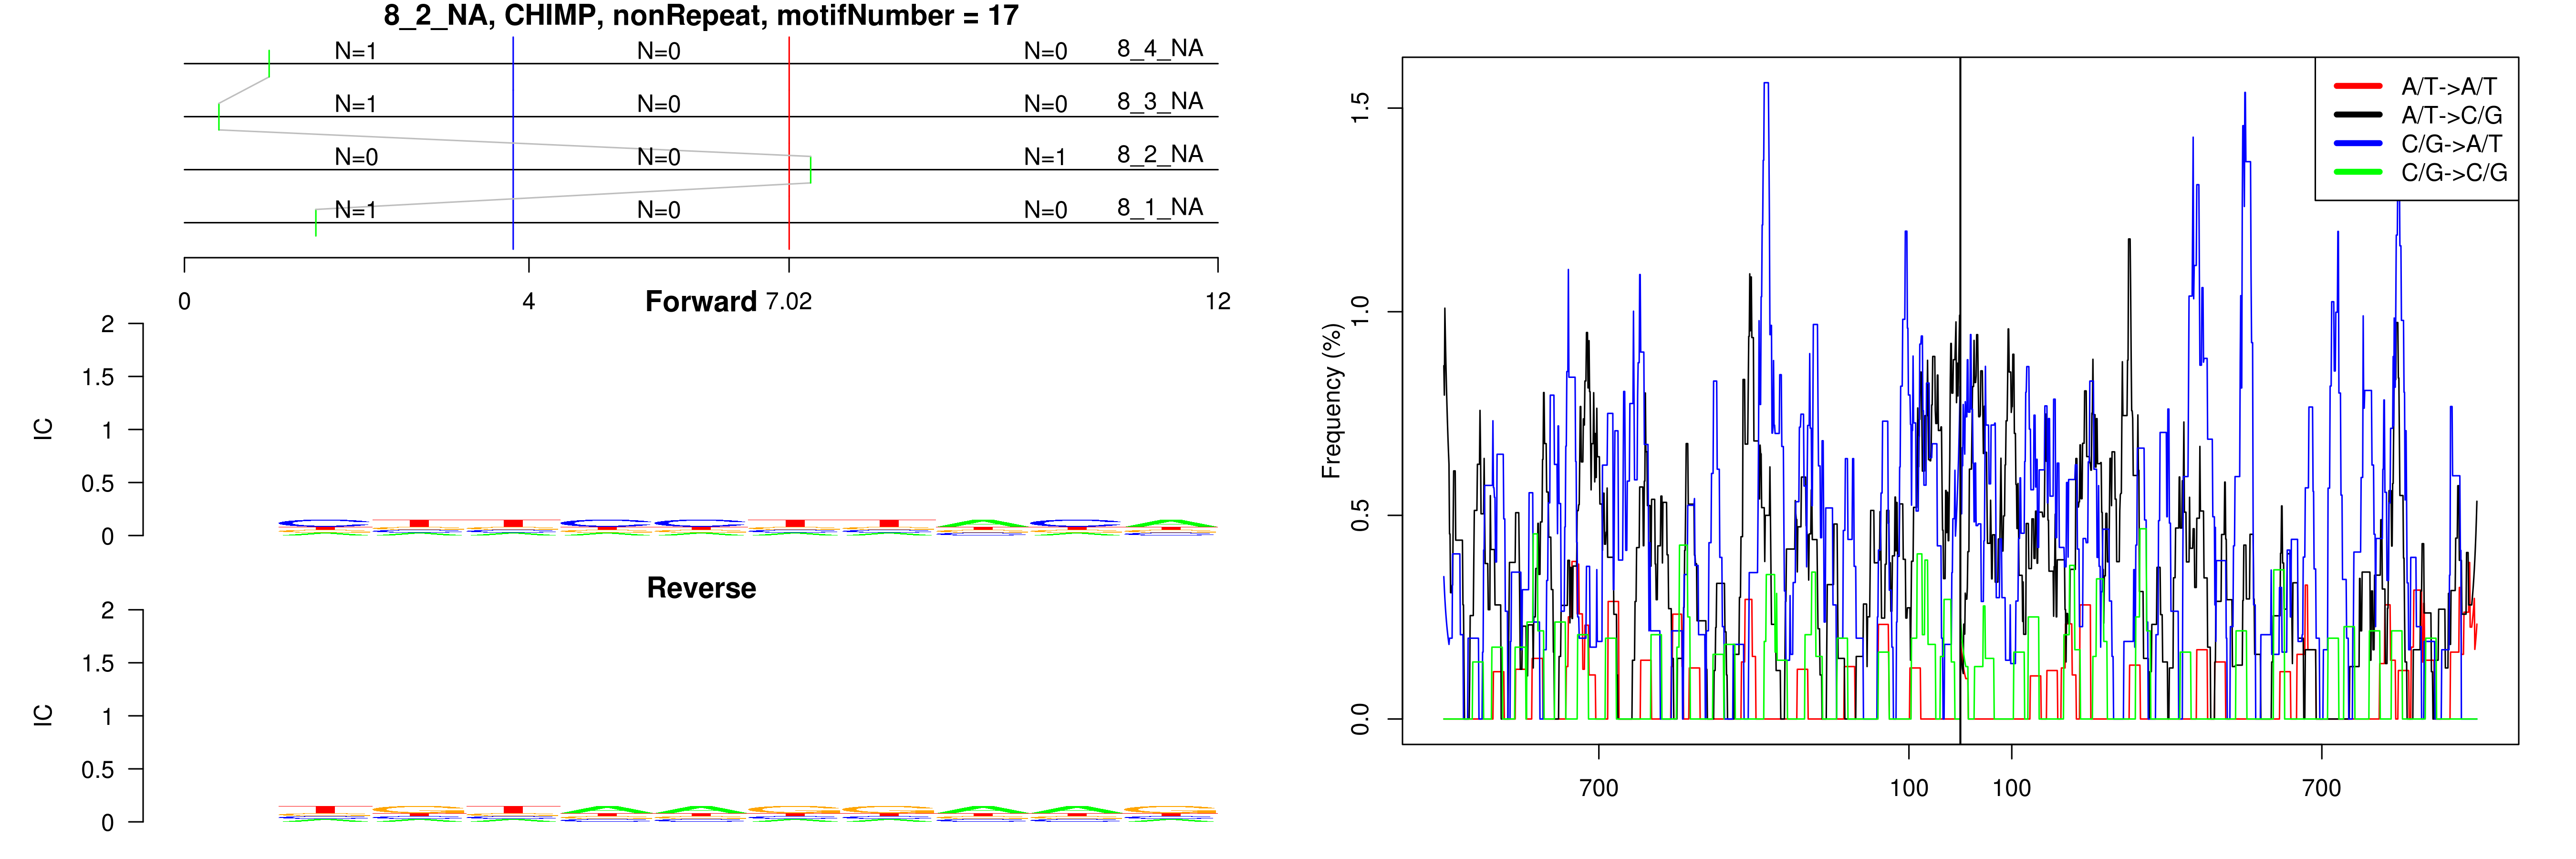 8_2_NA, CHIMP, nonRepeat, motifNumber = 17
N=1 N=0 N=0 8_4_NA
N=1 N=0 N=0 8_3_NA
N=0 N=0 N=1 8_2_NA
N=1 N=0 N=0 8_1_NA
0 4 7.02 12
Forward
2
1.5
1
0.5
0
IC
C T T C C T T A C A
Reverse
2
1.5
1
0.5
0
IC
T G T A A G G A A G
Frequency (%)
1.5
1.0
0.5
0.0
700 100 100 700
A/T->A/T
A/T->C/G
C/G->A/T
C/G->C/G